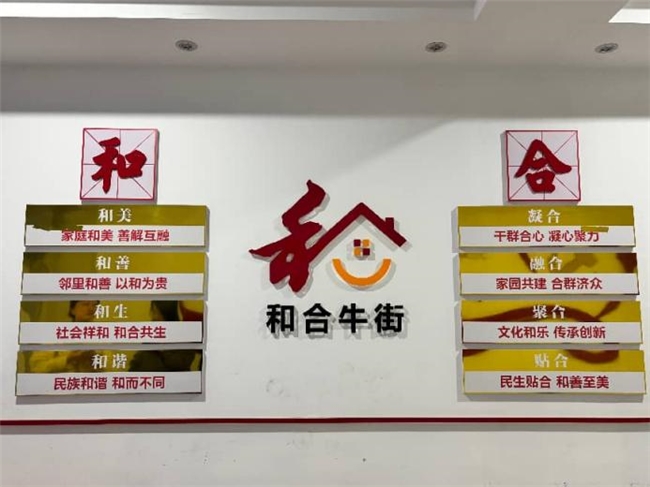 和
和美
家庭和美 善解互融
和善
邻里和善 以和为贵
和生
社会祥和 和合共生
和谐
民族和谐 和而不同
和
和合牛街
合
凝合
干群合心 凝心聚力
融合
家园共建 合群济众
聚合
文化和乐 传承创新
贴合
民生贴合 和善至美